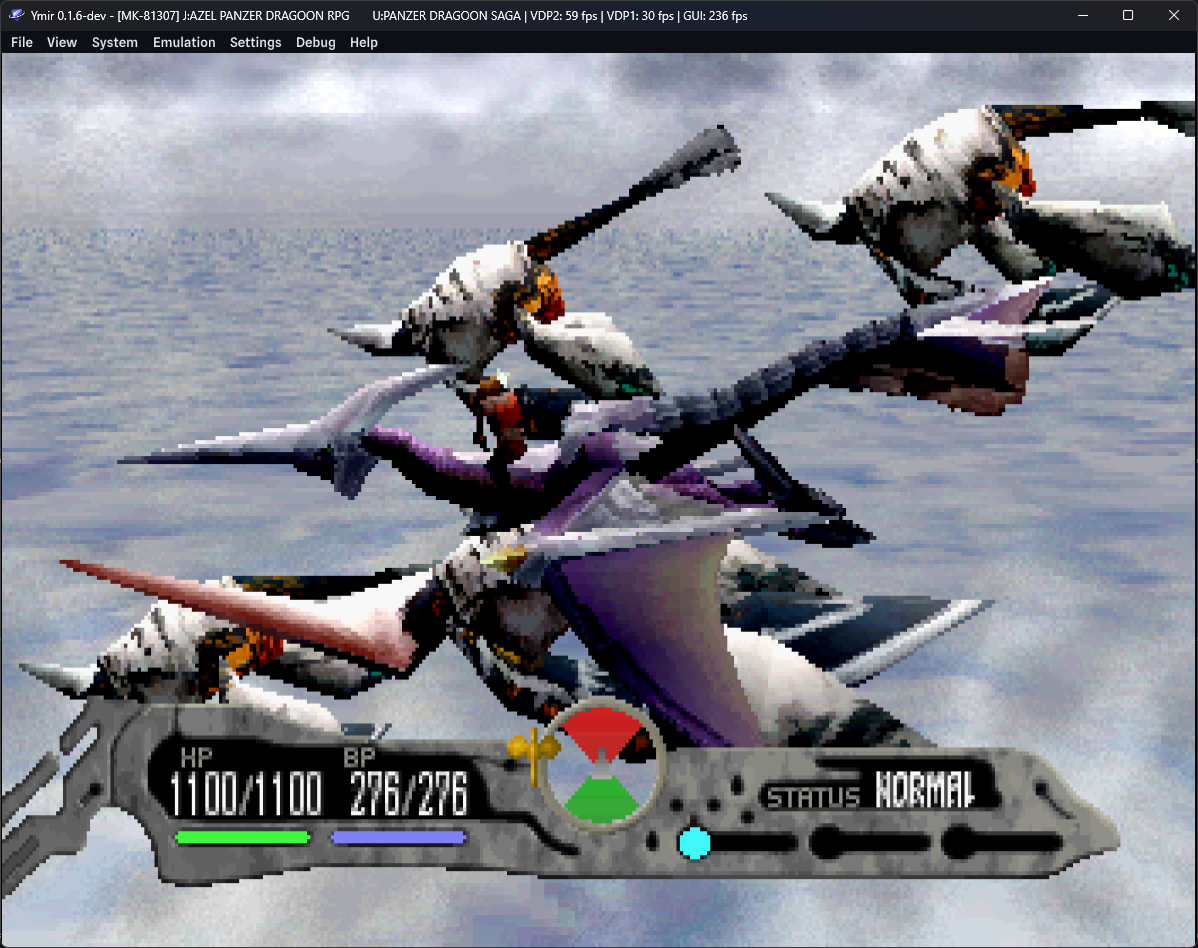 Ymir 0.1.6-dev - [MK-81307] J:AZEL PANZER DRAGOON RPG U:PANZER DRAGOON SAGA | VDP2: 59 fps | VDP1: 30 fps | GUI: 236 fps
File View System Emulation Settings Debug Help
HP BP
1100/1100 276/276
STATUS NORMAL